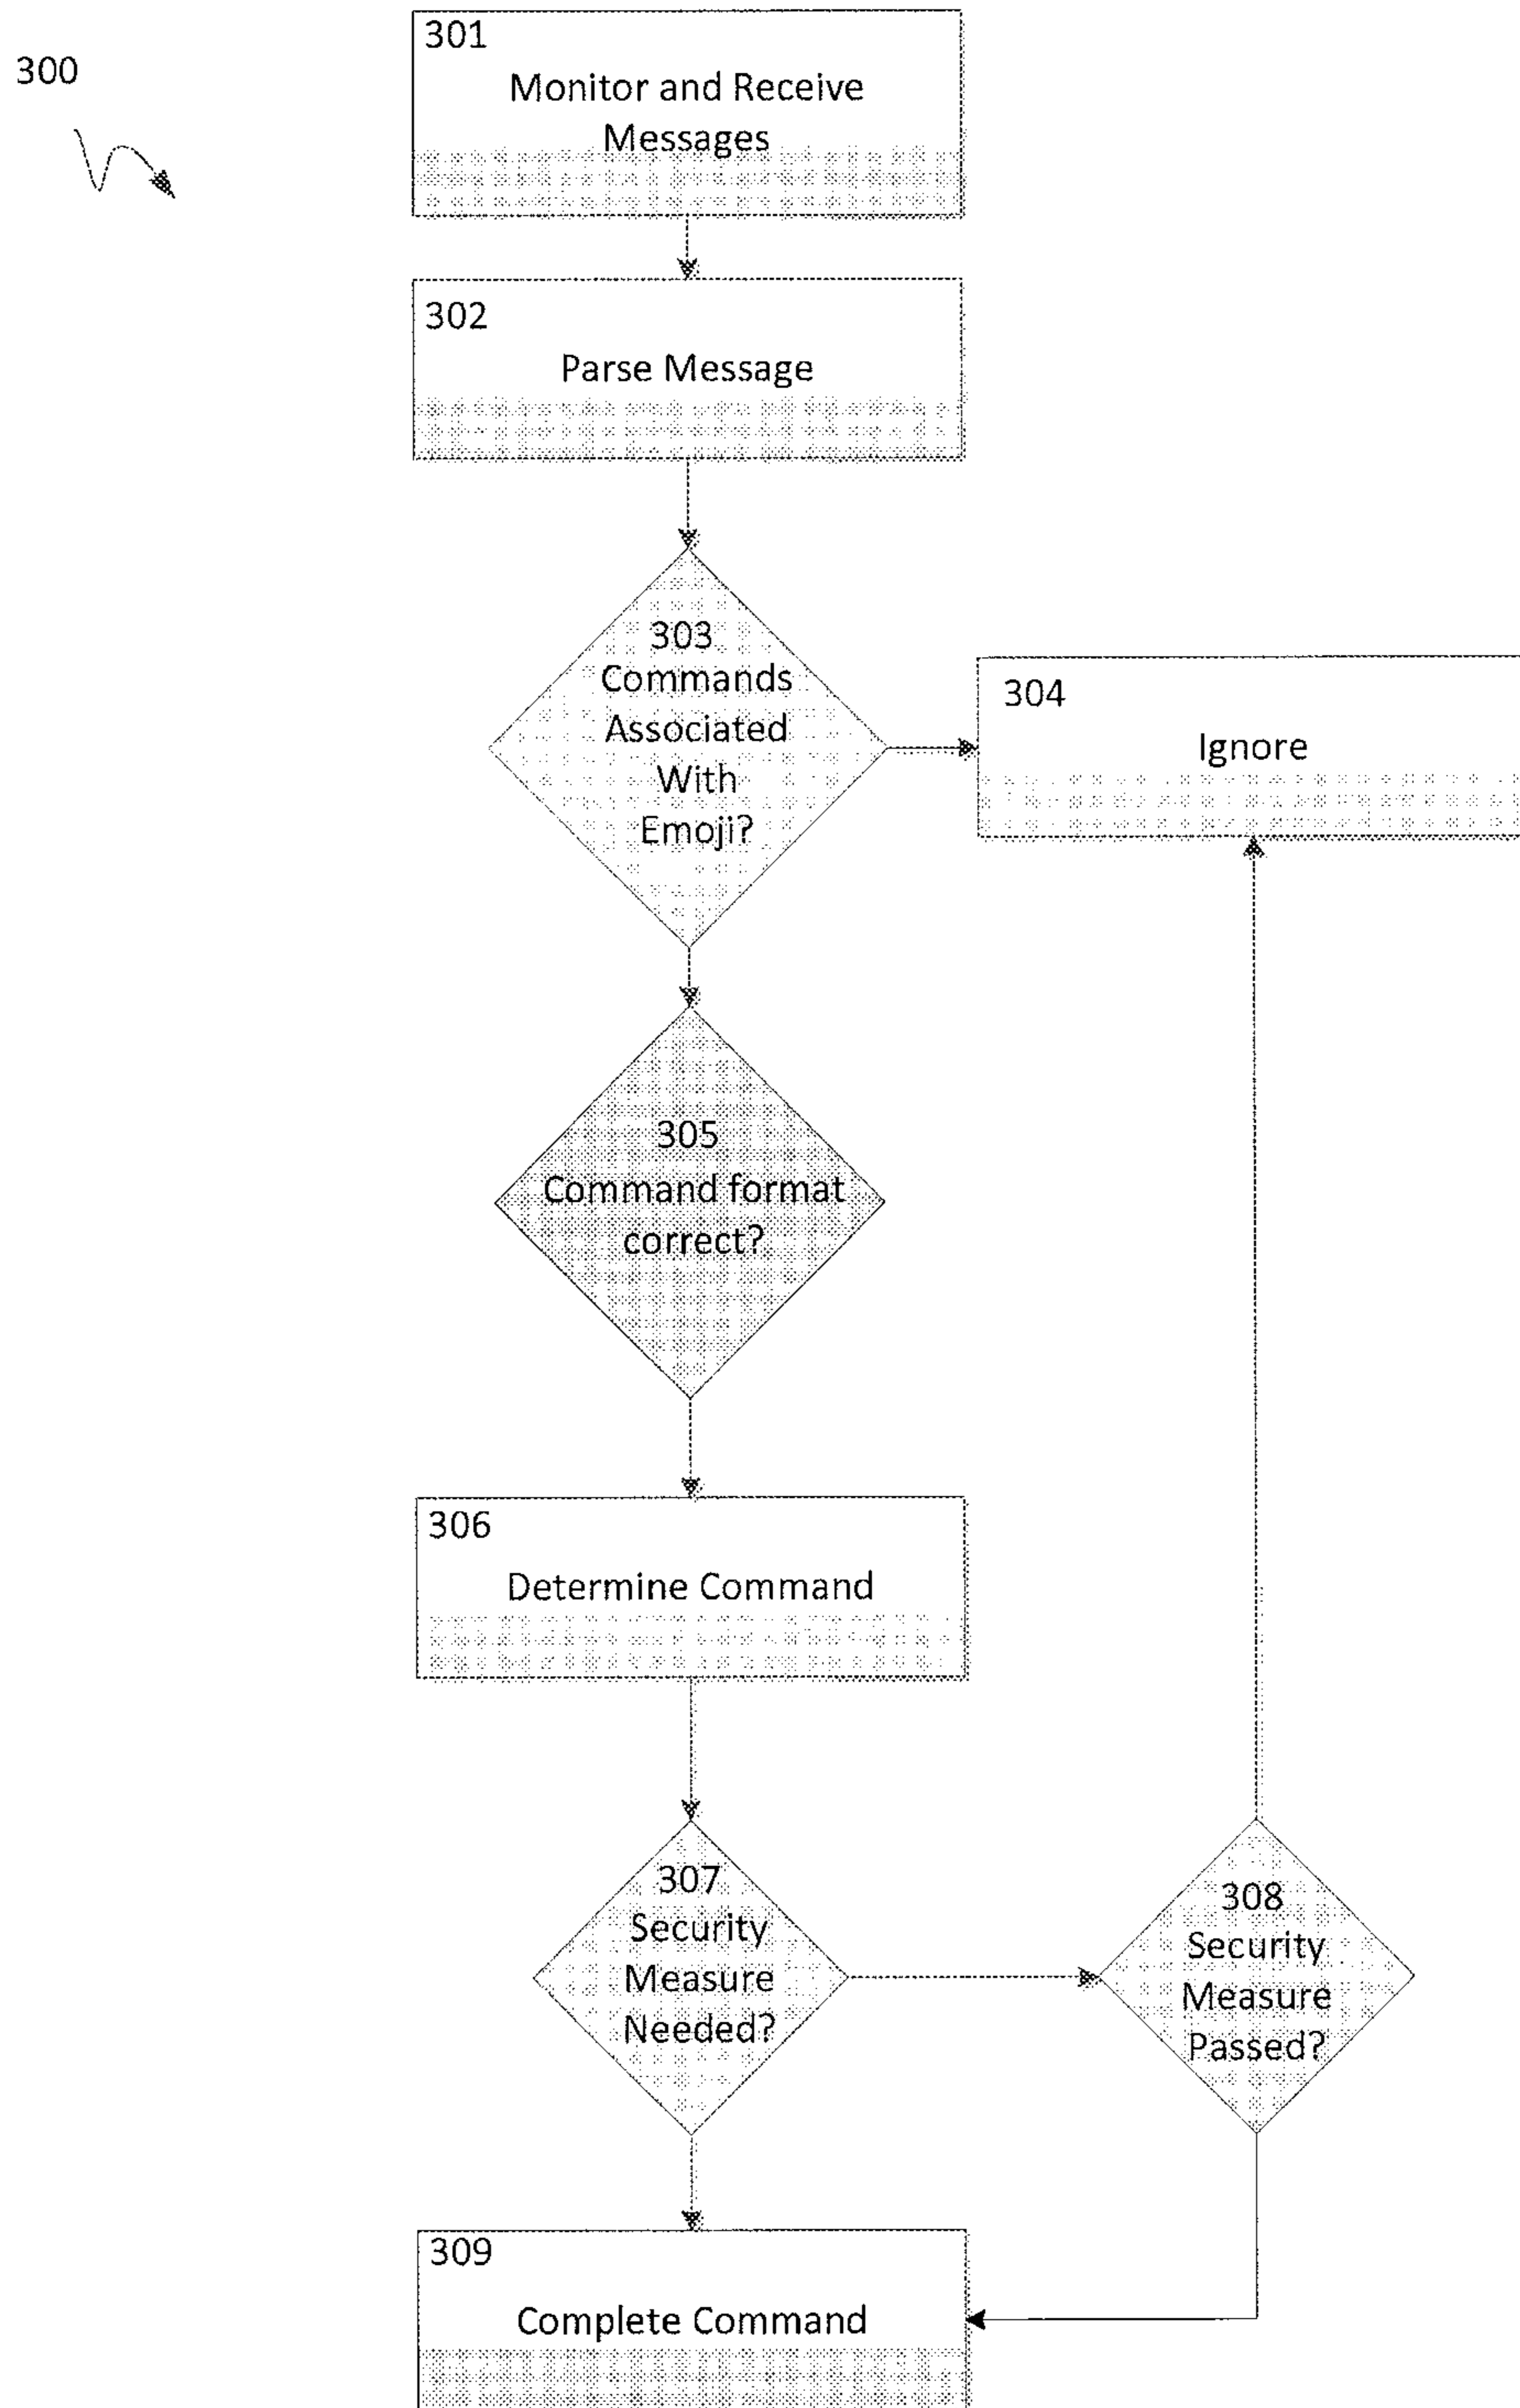 300
301
Monitor and Receive
Messages
302
Parse Message
303
Commands
Associated
With
Emoji?
304
Ignore
305
Command format
correct?
306
Determine Command
307
Security
Measure
Needed?
308
Security
Measure
Passed?
309
Complete Command